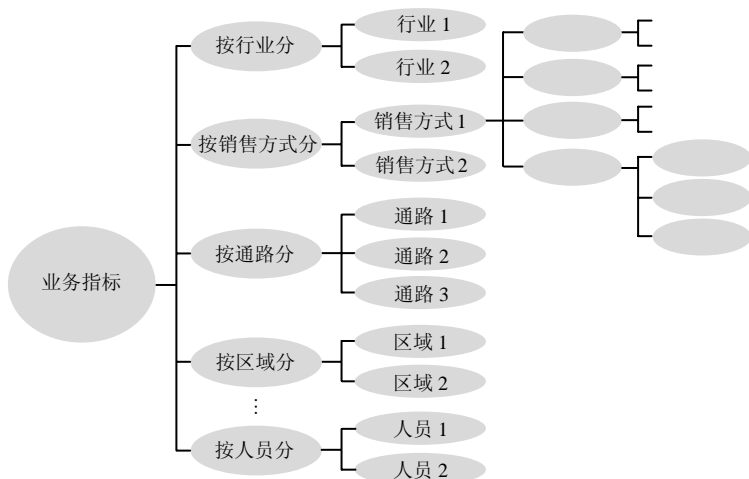 业务指标
按行业分
行业 1
行业 2
按销售方式分
销售方式 1
销售方式 2
按通路分
通路 1
通路 2
通路 3
按区域分
区域 1
区域 2
⋮
按人员分
人员 1
人员 2